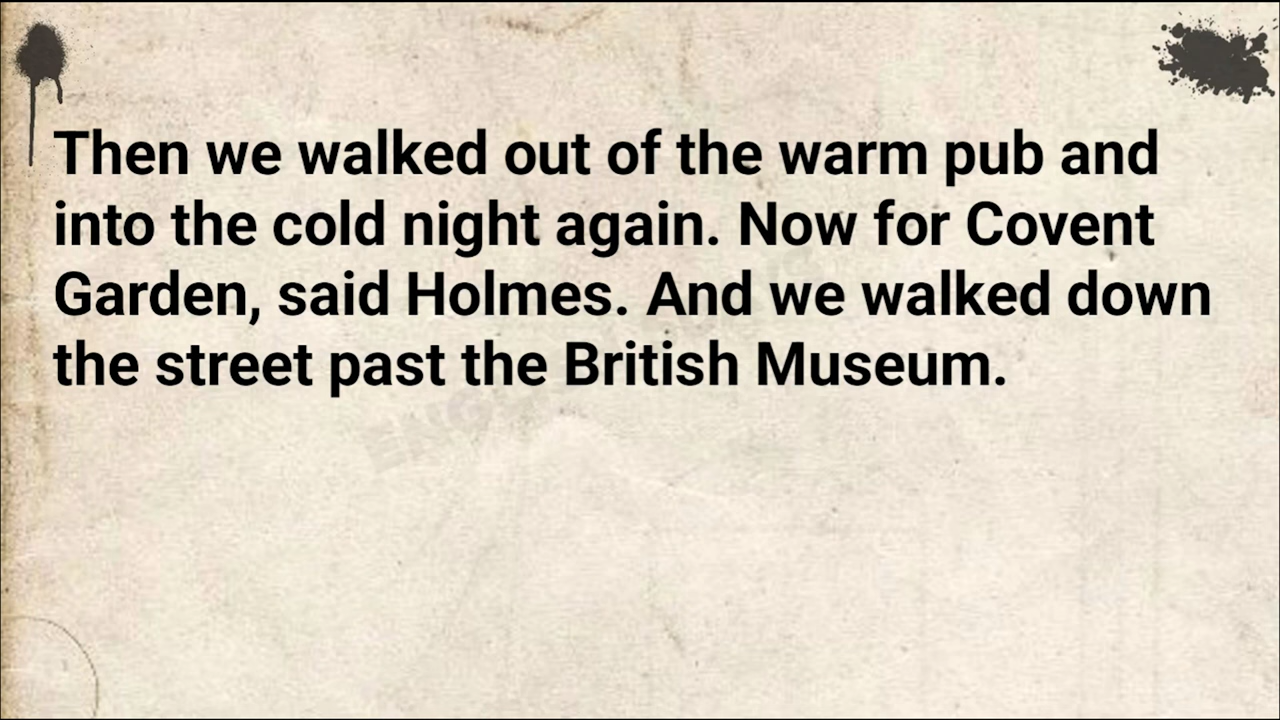 Then we walked out of the warm pub and
into the cold night again. Now for Covent
Garden, said Holmes. And we walked down
the street past the British Museum.